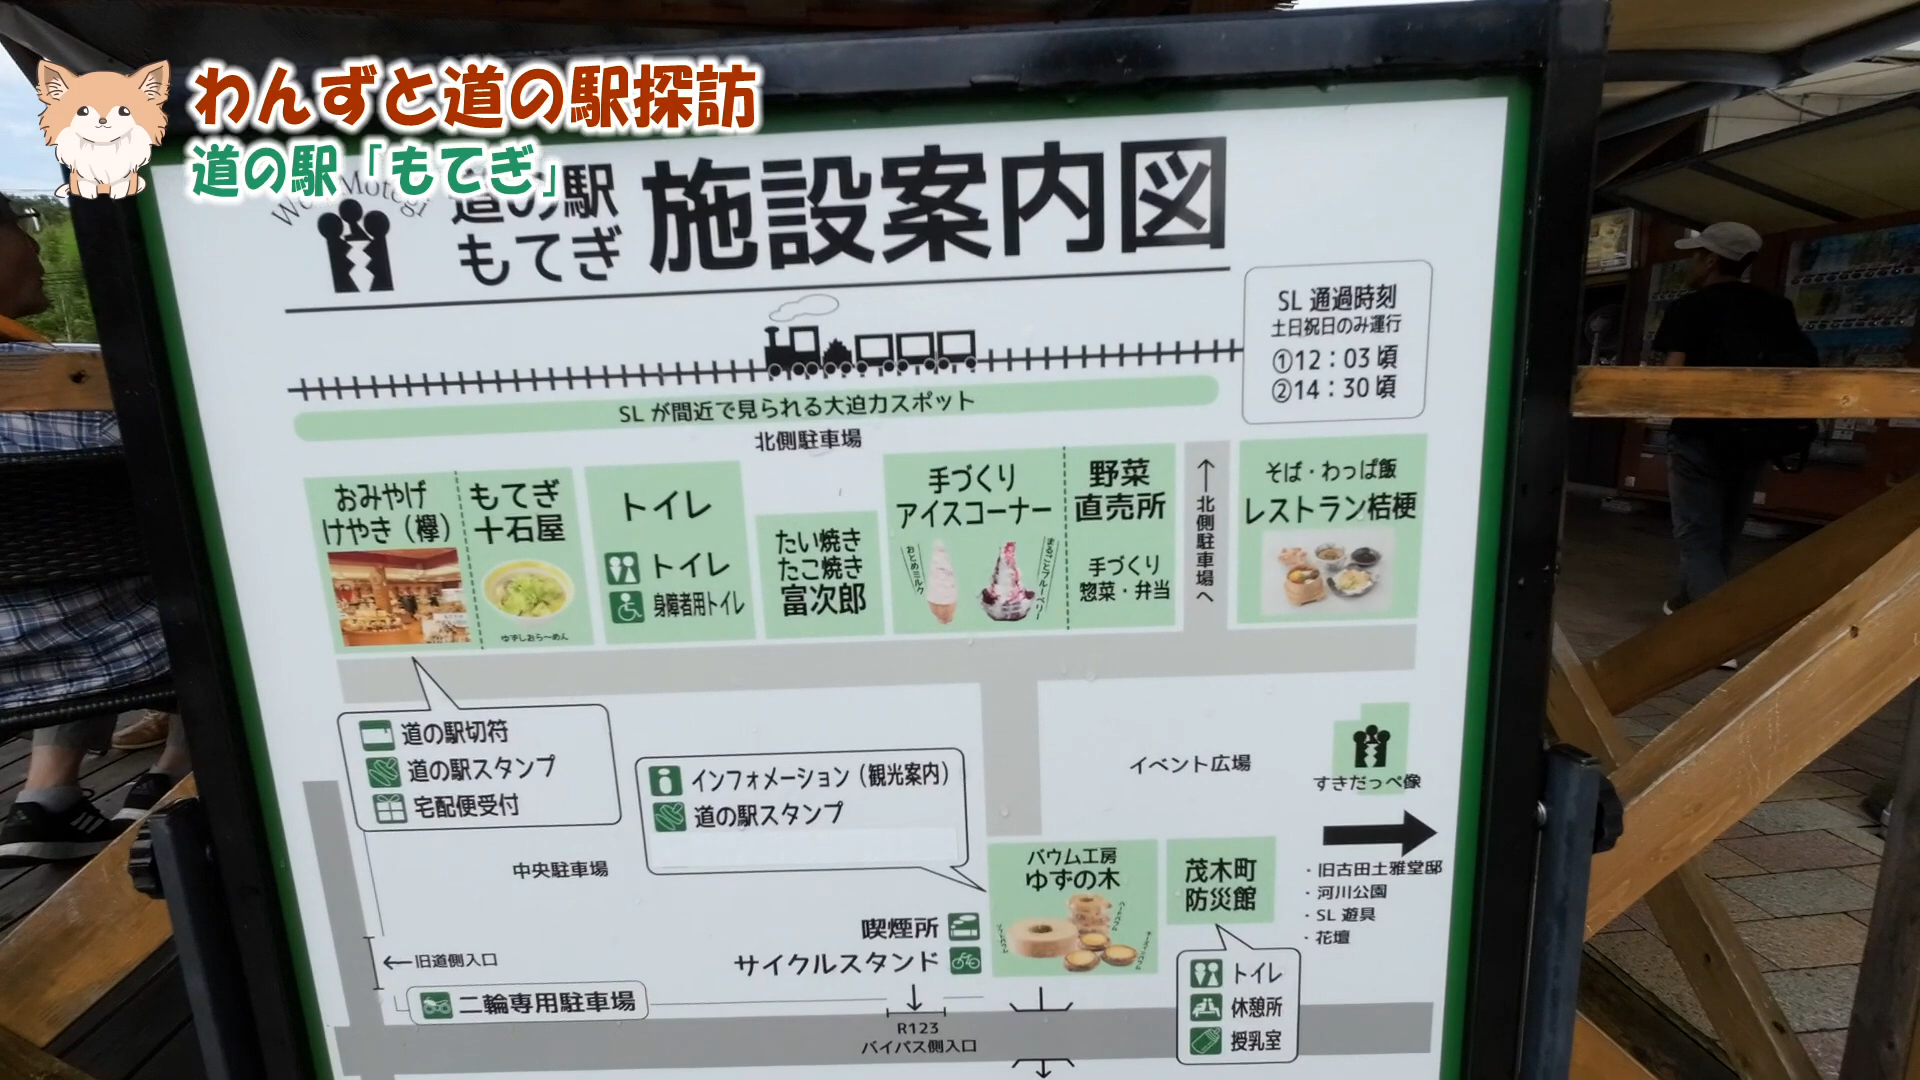 わんずと道の駅探訪
道の駅「もてぎ」
Motegi
道の駅
もてぎ
施設案内図
SL 通過時刻
土日祝日のみ運行
①12：03 頃
②14：30 頃
SL が間近で見られる大迫力スポット
北側駐車場
おみやげ
けやき（欅）
もてぎ
十石屋
ゆずしおら～めん
トイレ
トイレ
身障者用トイレ
たい焼き
たこ焼き
富次郎
手づくり
アイスコーナー
おとめミルク
まるごとブルーベリー
野菜
直売所
手づくり
惣菜・弁当
↑北側駐車場へ
そば・わっぱ飯
レストラン桔梗
道の駅切符
道の駅スタンプ
宅配便受付
インフォメーション（観光案内）
道の駅スタンプ
イベント広場
すきだっぺ像
中央駐車場
バウム工房
ゆずの木
茂木町
防災館
・旧古田土雅堂邸
・河川公園
・SL 遊具
・花壇
喫煙所
サイクルスタンド
←旧道側入口
二輪専用駐車場
R123
バイパス側入口
トイレ
休憩所
授乳室